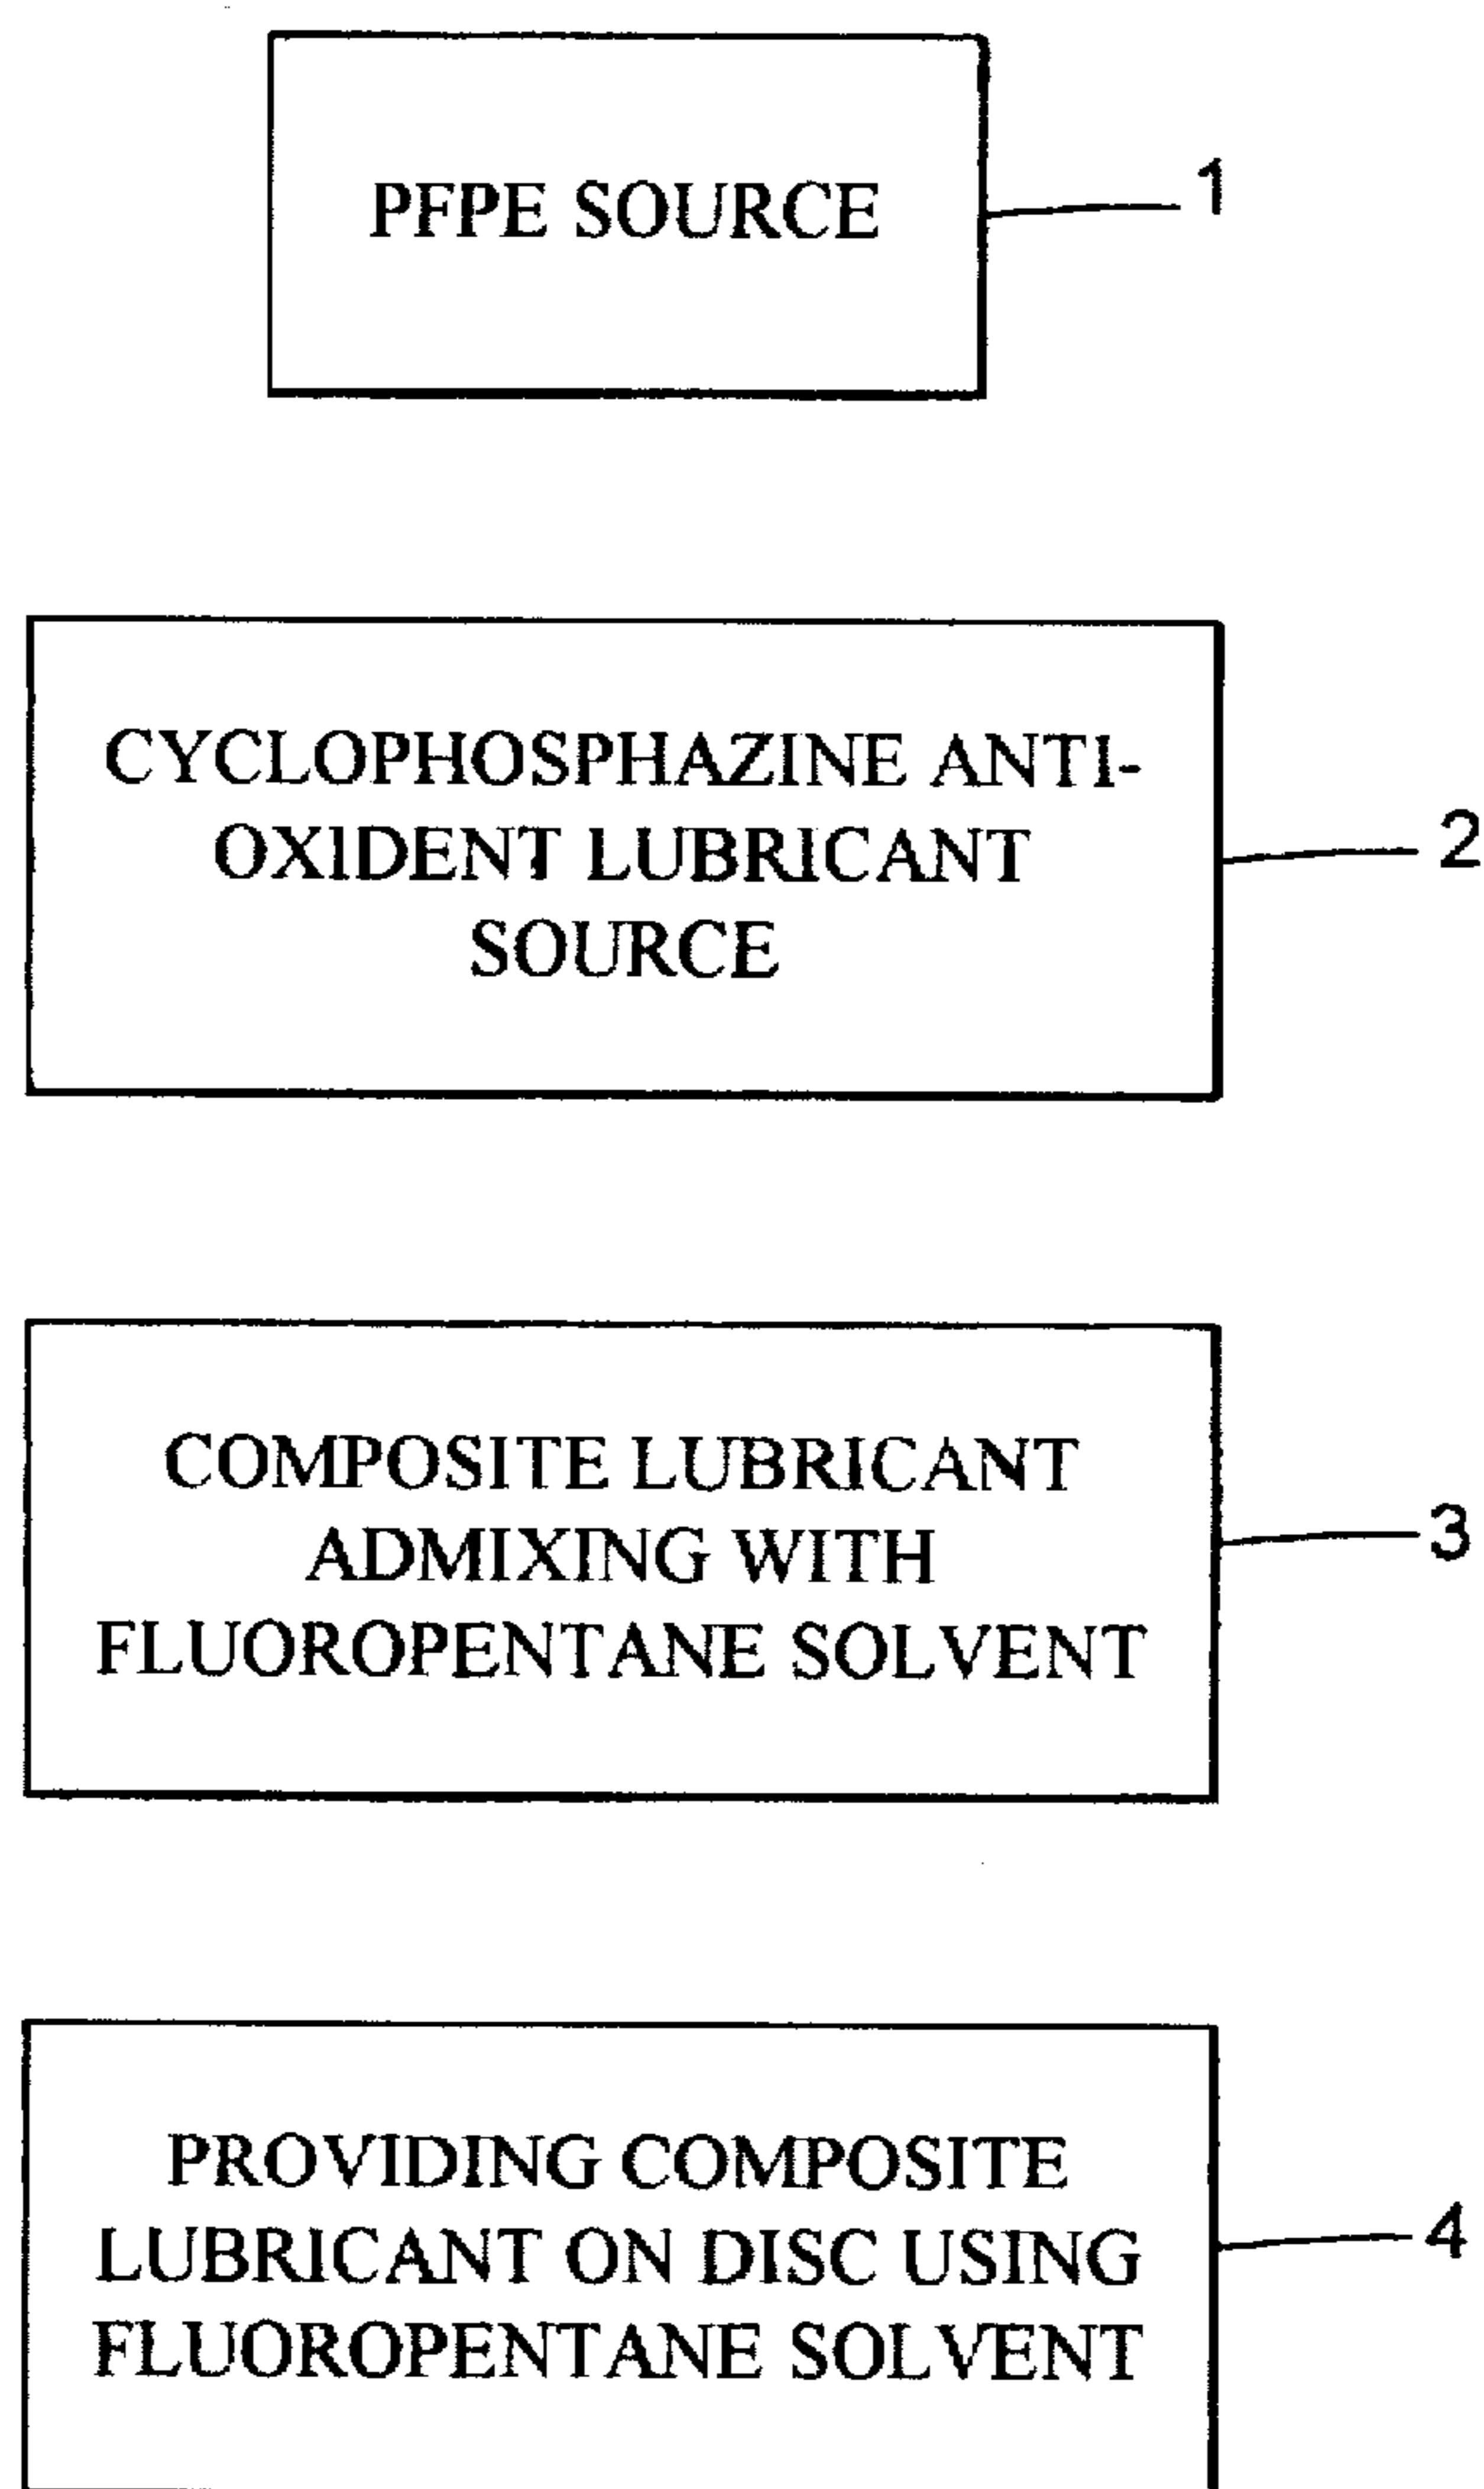 PFPE SOURCE
1
CYCLOPHOSPHAZINE ANTI-
OXIDENT LUBRICANT
SOURCE
2
COMPOSITE LUBRICANT
ADMIXING WITH
FLUOROPENTANE SOLVENT
3
PROVIDING COMPOSITE
LUBRICANT ON DISC USING
FLUOROPENTANE SOLVENT
4